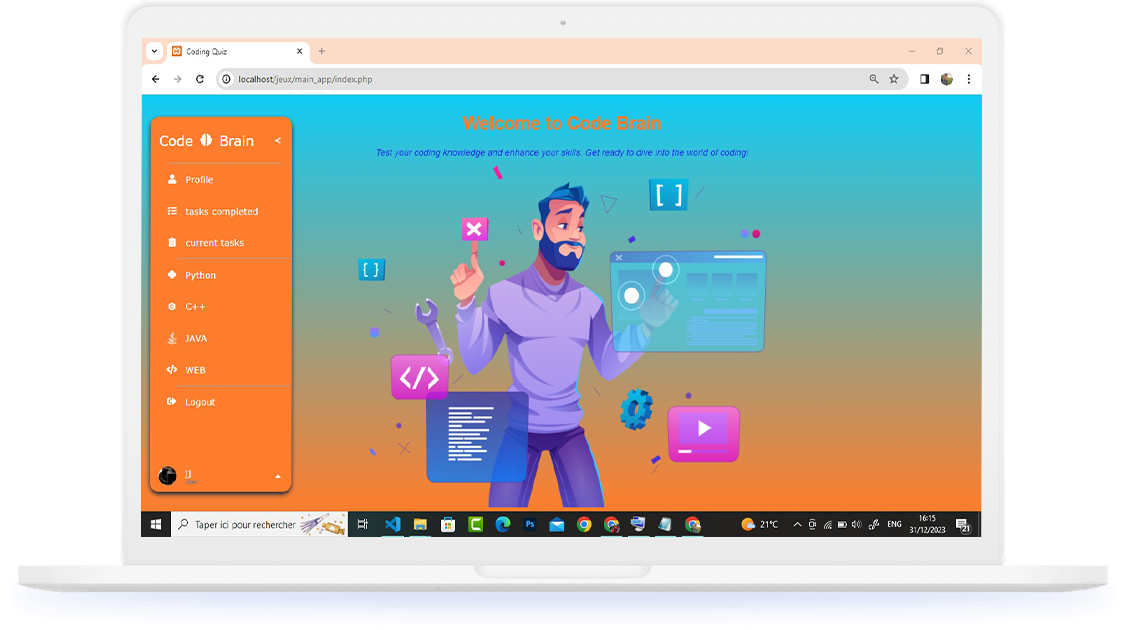 Coding Quiz
localhost/jeux/main_app/index.php
Welcome to Code Brain
Test your coding knowledge and enhance your skills. Get ready to dive into the world of coding!
Code Brain <
Profile
tasks completed
current tasks
Python
C++
JAVA
WEB
Logout
JJ
User
[ ]
[ ]
</>
Taper ici pour rechercher
Ps
21°C
ENG
16:15
31/12/2023
21